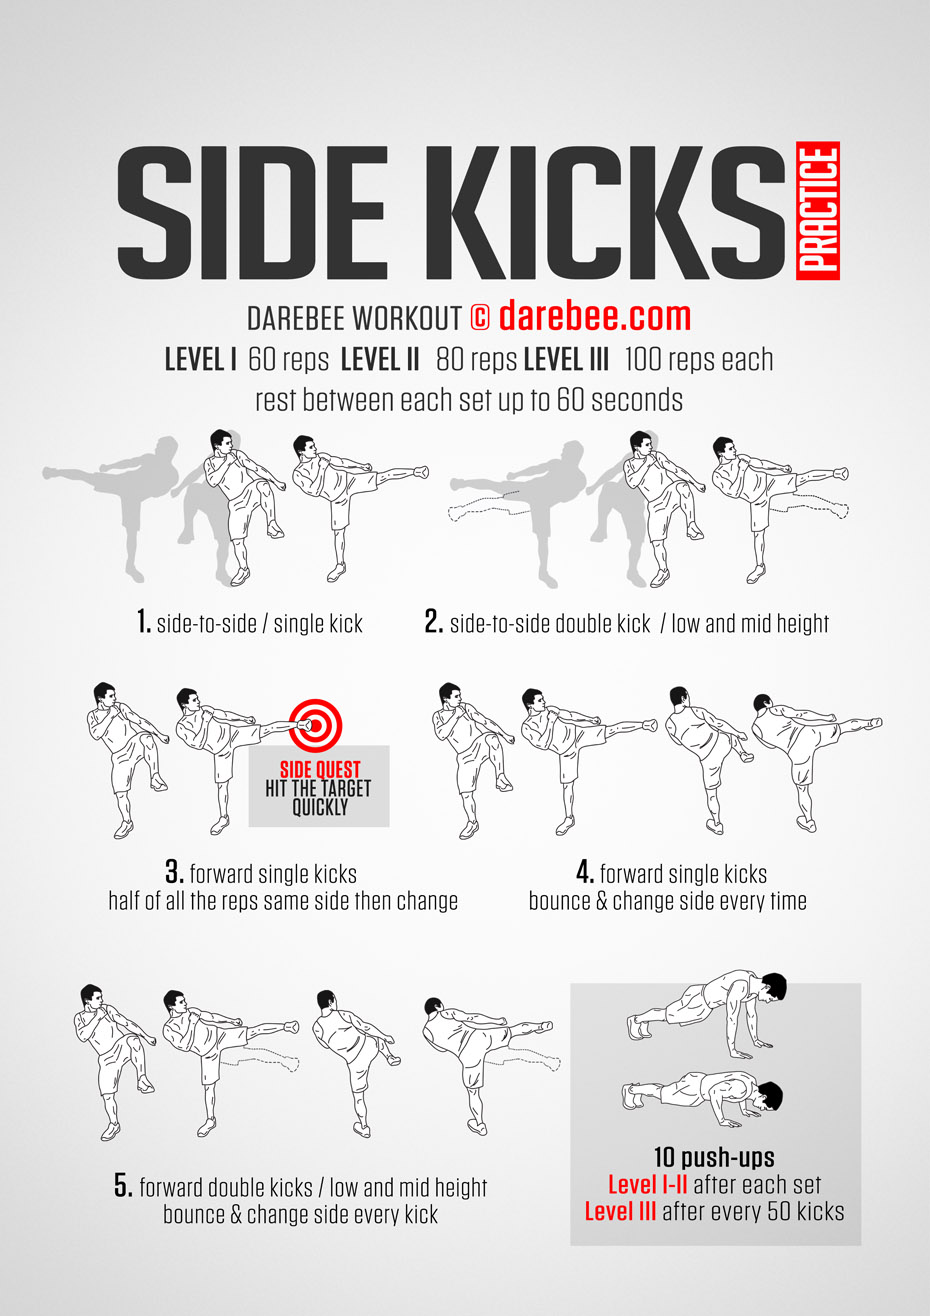 SIDE KICKS PRACTICE
DAREBEE WORKOUT © darebee.com
LEVEL I 60 reps LEVEL II 80 reps LEVEL III 100 reps each
rest between each set up to 60 seconds
1. side-to-side / single kick
2. side-to-side double kick / low and mid height
SIDE QUEST
HIT THE TARGET
QUICKLY
3. forward single kicks
half of all the reps same side then change
4. forward single kicks
bounce & change side every time
5. forward double kicks / low and mid height
bounce & change side every kick
10 push-ups
Level I-II after each set
Level III after every 50 kicks